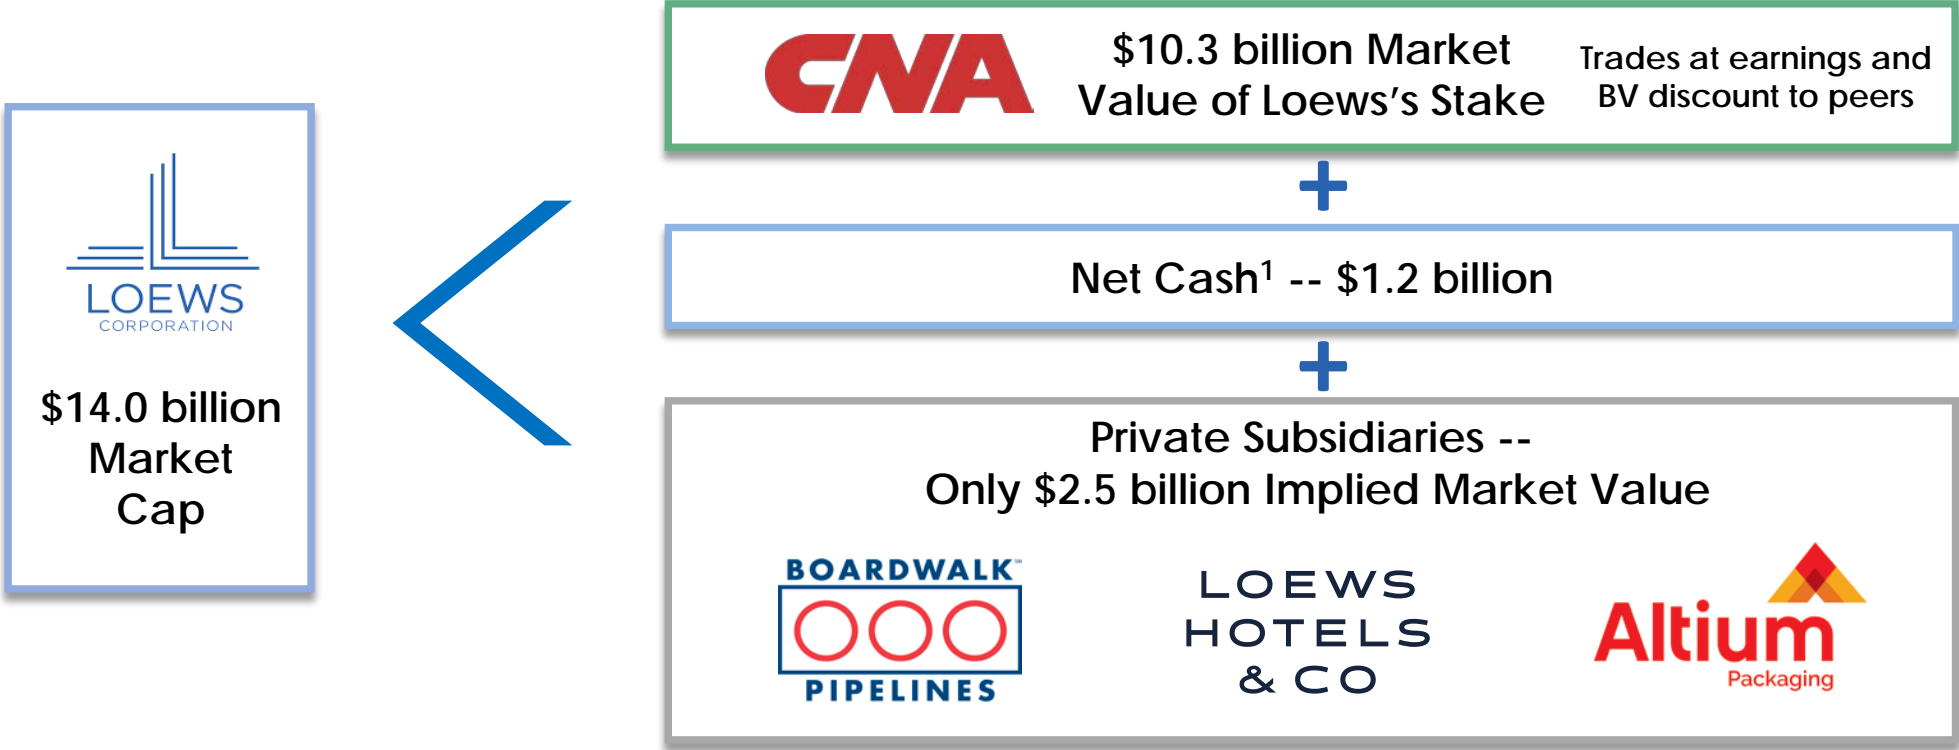 LOEWS
CORPORATION
$14.0 billion
Market
Cap
CNA
$10.3 billion Market
Value of Loews’s Stake
Trades at earnings and
BV discount to peers
+
Net Cash¹ -- $1.2 billion
+
Private Subsidiaries --
Only $2.5 billion Implied Market Value
BOARDWALK
PIPELINES
LOEWS
HOTELS
& CO
Altium
Packaging